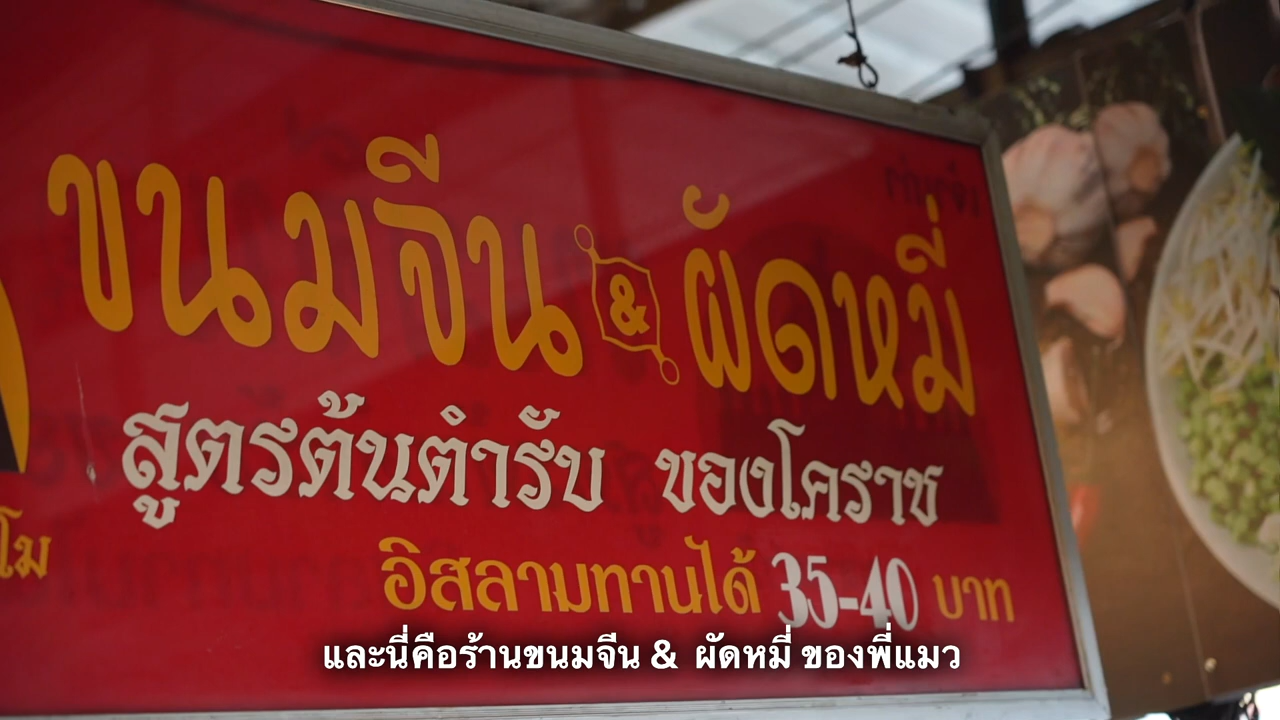 ขนมจีน & ผัดหมี่
สูตรต้นตำรับ ของโคราช
โม
อิสลามทานได้ 35-40 บาท
และนี่คือร้านขนมจีน & ผัดหมี่ ของพี่แมว